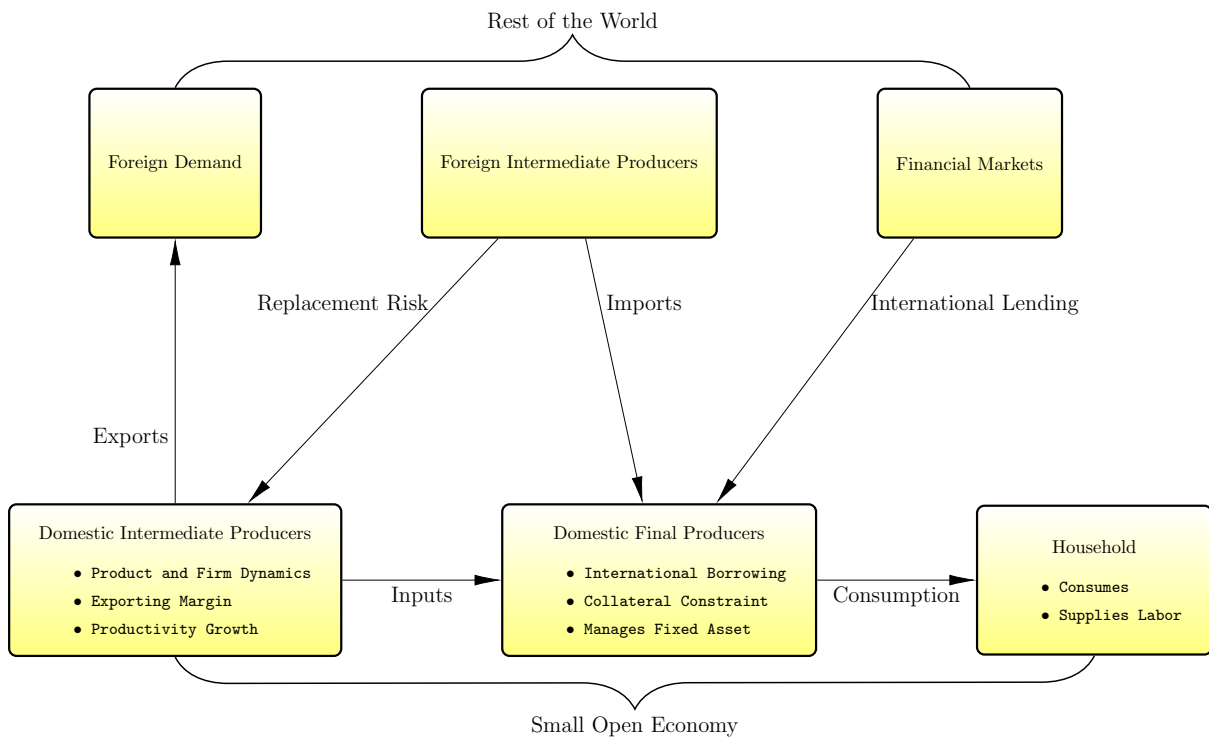 Rest of the World
Foreign Demand
Foreign Intermediate Producers
Financial Markets
Replacement Risk
Imports
International Lending
Exports
Domestic Intermediate Producers
• Product and Firm Dynamics
• Exporting Margin
• Productivity Growth
Inputs
Domestic Final Producers
• International Borrowing
• Collateral Constraint
• Manages Fixed Asset
Consumption
Household
• Consumes
• Supplies Labor
Small Open Economy